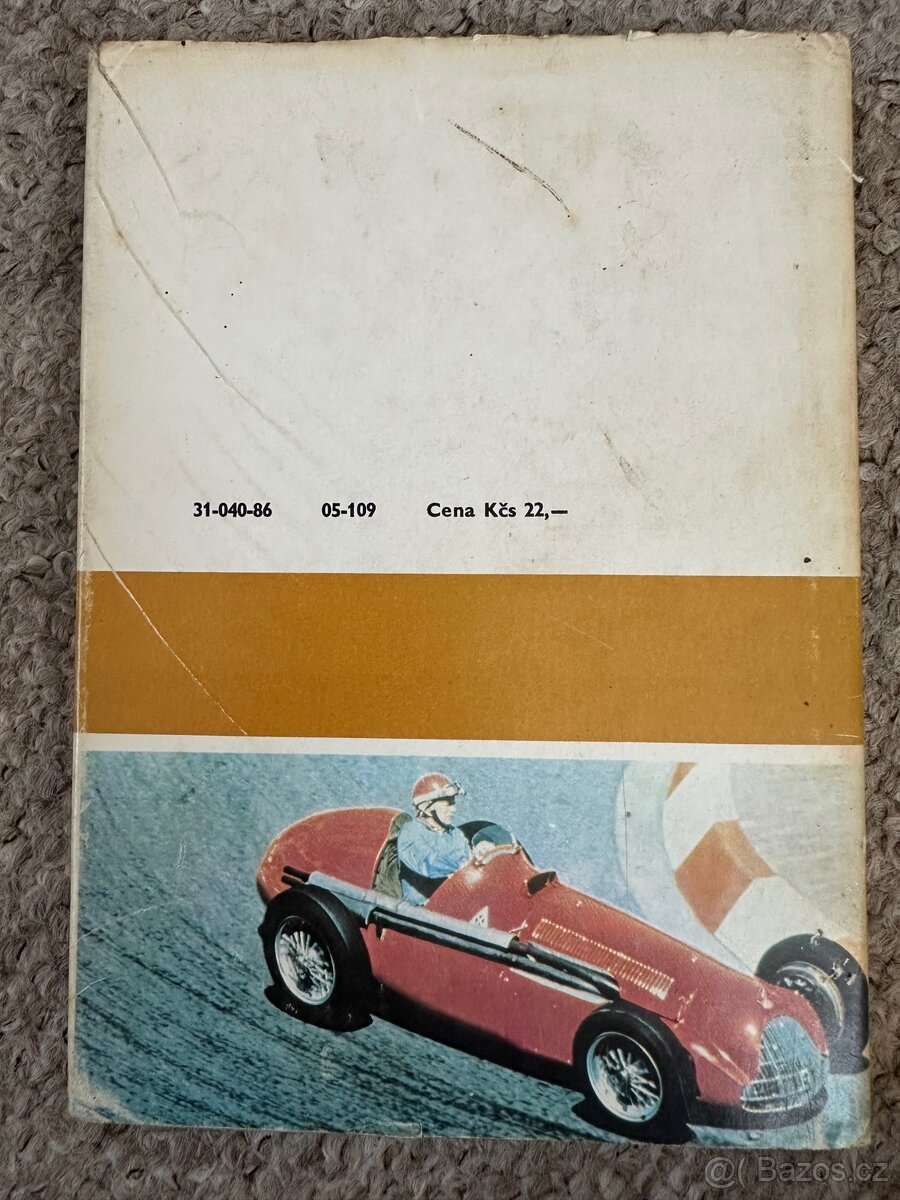 31-040-86 05-109 Cena Kčs 22,—
@( Bazos.cz